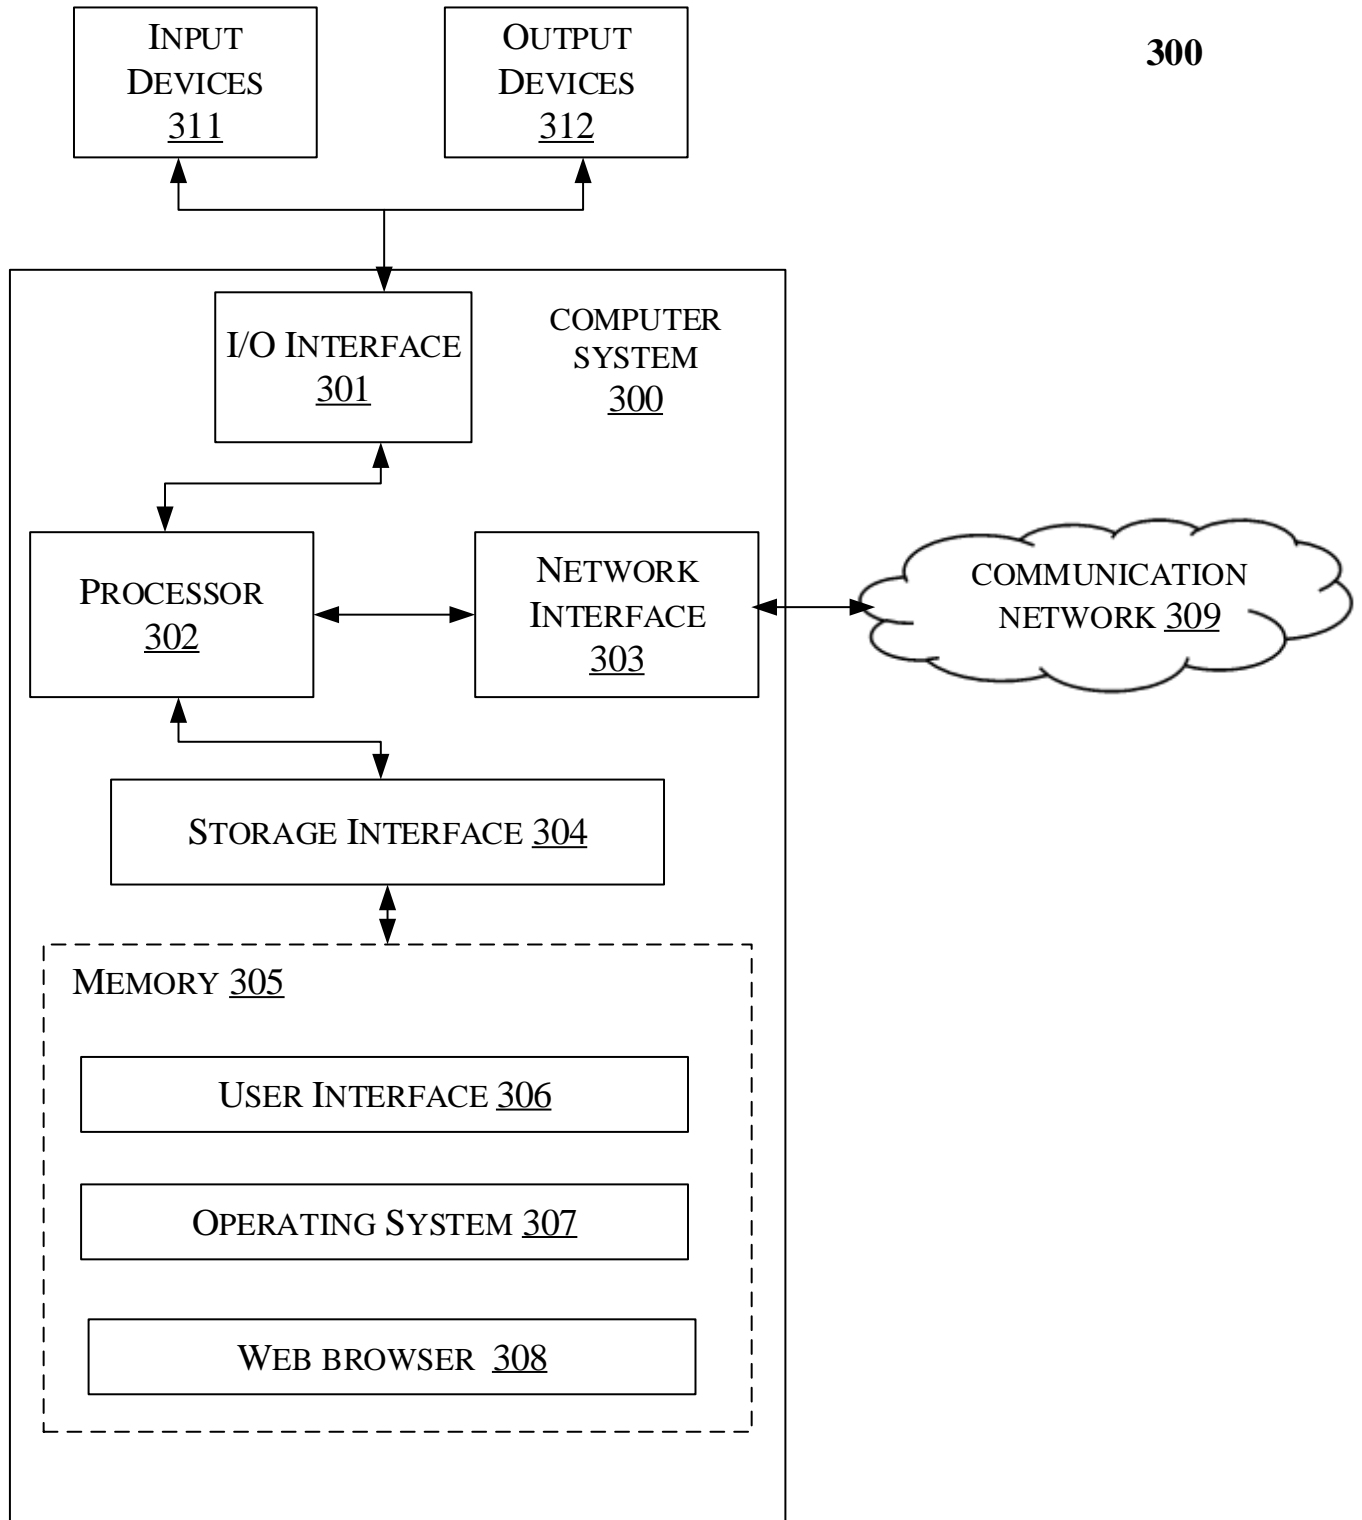 INPUT
DEVICES
311
OUTPUT
DEVICES
312
300
I/O INTERFACE
301
COMPUTER
SYSTEM
300
PROCESSOR
302
NETWORK
INTERFACE
303
COMMUNICATION
NETWORK 309
STORAGE INTERFACE 304
MEMORY 305
USER INTERFACE 306
OPERATING SYSTEM 307
WEB BROWSER 308